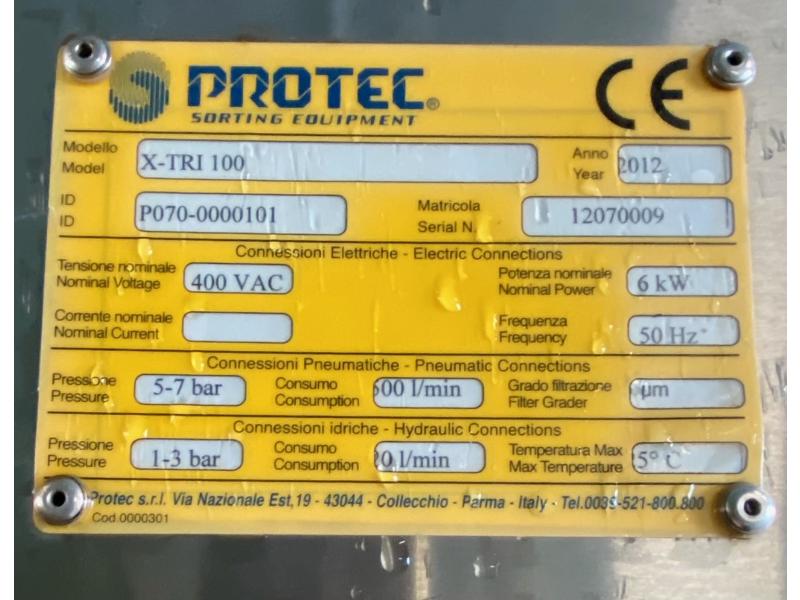 PROTEC®
SORTING EQUIPMENT
CE
Modello
Model X-TRI 100 Anno
Year 2012
ID
ID P070-0000101 Matricola
Serial N. 12070009
Connessioni Elettriche - Electric Connections
Tensione nominale
Nominal Voltage 400 VAC Potenza nominale
Nominal Power 6 kW
Corrente nominale
Nominal Current Frequenza
Frequency 50 Hz
Connessioni Pneumatiche - Pneumatic Connections
Pressione
Pressure 5-7 bar Consumo
Consumption l/min Grado filtrazione
Filter Grader µm
Connessioni idriche - Hydraulic Connections
Pressione
Pressure 1-3 bar Consumo
Consumption l/min Temperatura Max
Max Temperature C
Protec s.r.l. Via Nazionale Est,19 - 43044 - Collecchio - Parma - Italy - Tel.0039-521-800.800
Cod.0000301